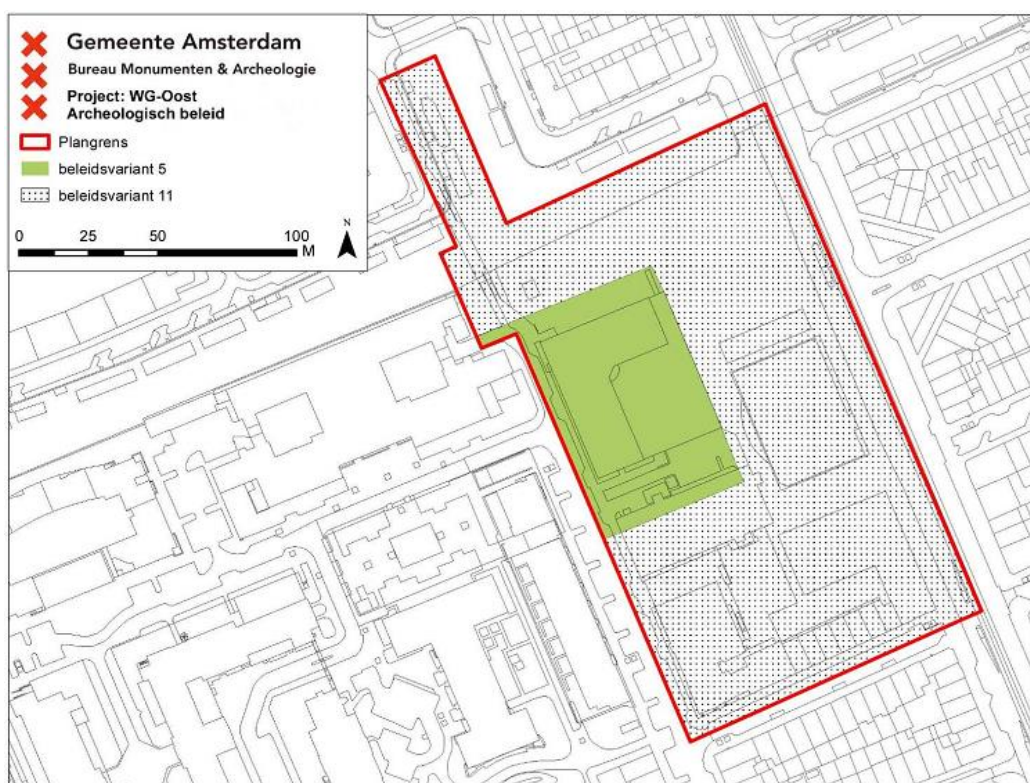 Gemeente Amsterdam
Bureau Monumenten & Archeologie
Project: WG-Oost
Archeologisch beleid
Plangrens
beleidsvariant 5
beleidsvariant 11
0 25 50 100
M
N